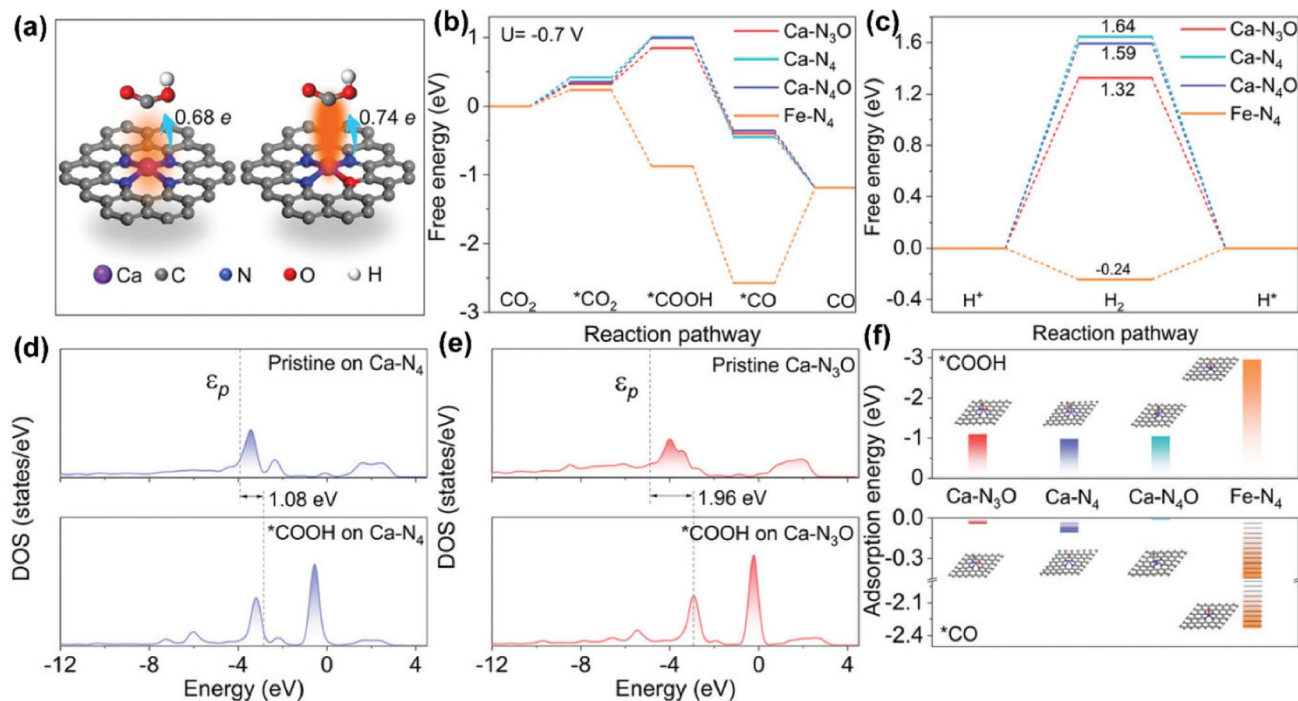 (a)
0.68 e
0.74 e
Ca C N O H
(b)
U= -0.7 V
Ca-N3O
Ca-N4
Ca-N4O
Fe-N4
Free energy (eV)
1
0
-1
-2
-3
CO2 *CO2 *COOH *CO CO
Reaction pathway
(c)
1.64
1.59
1.32
-0.24
Ca-N3O
Ca-N4
Ca-N4O
Fe-N4
Free energy (eV)
1.6
1.2
0.8
0.4
0.0
-0.4
H+ H2 H*
Reaction pathway
(d)
Pristine on Ca-N4
εp
1.08 eV
*COOH on Ca-N4
DOS (states/eV)
-12 -8 -4 0 4
Energy (eV)
(e)
Pristine Ca-N3O
εp
1.96 eV
*COOH on Ca-N3O
DOS (states/eV)
-12 -8 -4 0 4
Energy (eV)
(f)
*COOH
-3
-2
-1
0
Ca-N3O Ca-N4 Ca-N4O Fe-N4
0.0
-0.3
-2.1
-2.4
*CO
Adsorption energy (eV)